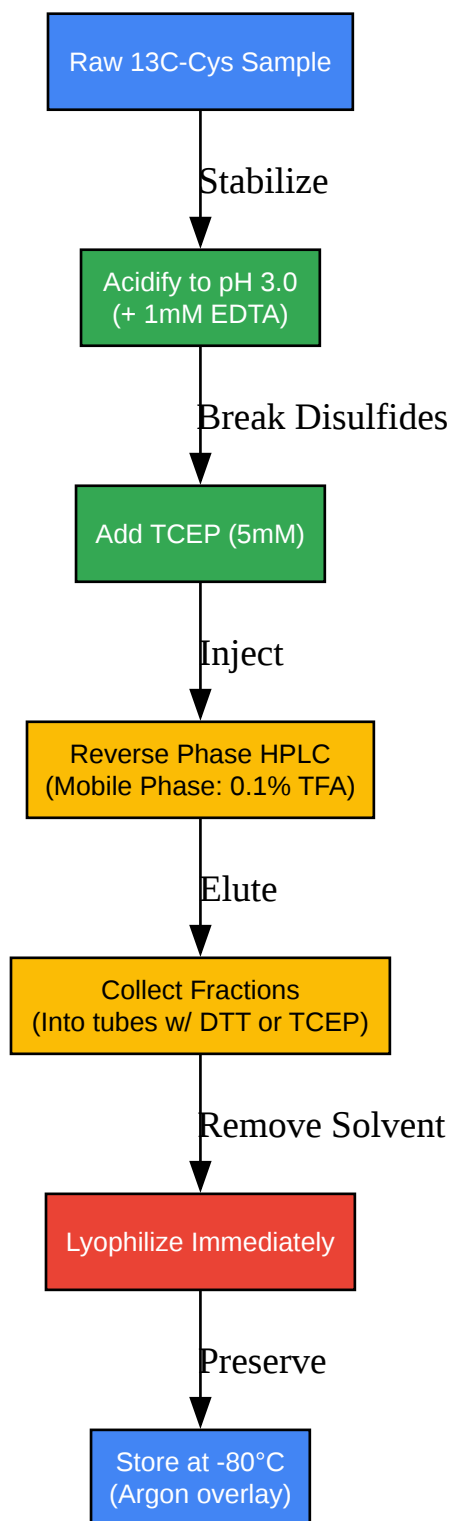 Raw 13C-Cys Sample
Stabilize
Acidify to pH 3.0
(+ 1mM EDTA)
Break Disulfides
Add TCEP (5mM)
Inject
Reverse Phase HPLC
(Mobile Phase: 0.1% TFA)
Elute
Collect Fractions
(Into tubes w/ DTT or TCEP)
Remove Solvent
Lyophilize Immediately
Preserve
Store at -80°C
(Argon overlay)